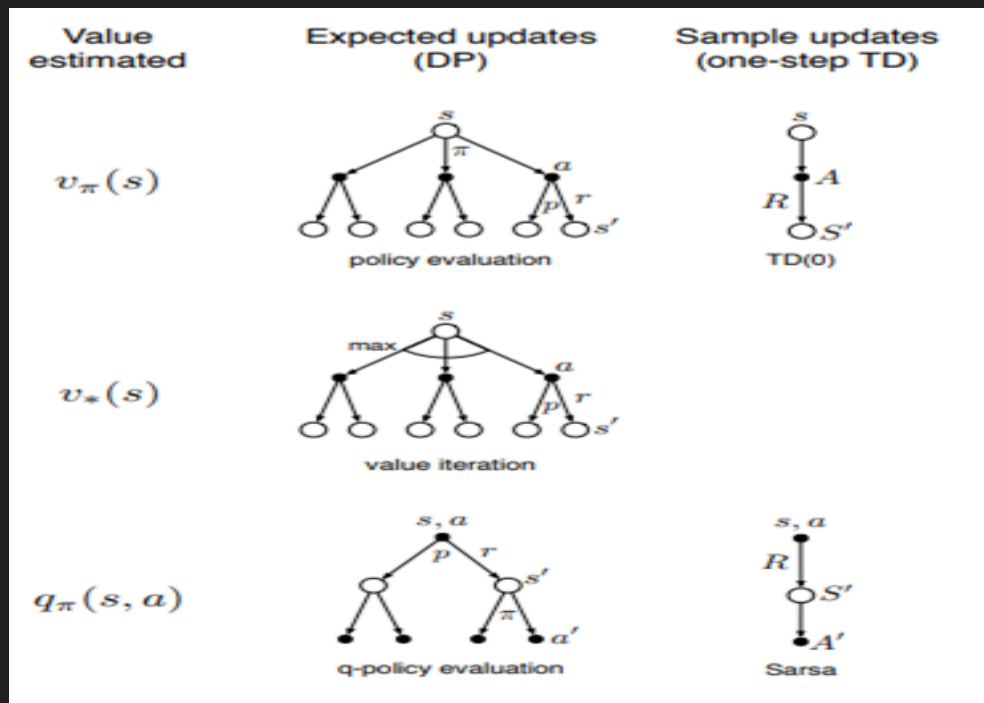 Value
estimated
Expected updates
(DP)
Sample updates
(one-step TD)
vπ(s)
s
π
a
p r
s′
policy evaluation
s
A
R
S′
TD(0)
v*(s)
s
max
a
p r
s′
value iteration
qπ(s, a)
s, a
p r
s′
π
a′
q-policy evaluation
s, a
R
S′
A′
Sarsa